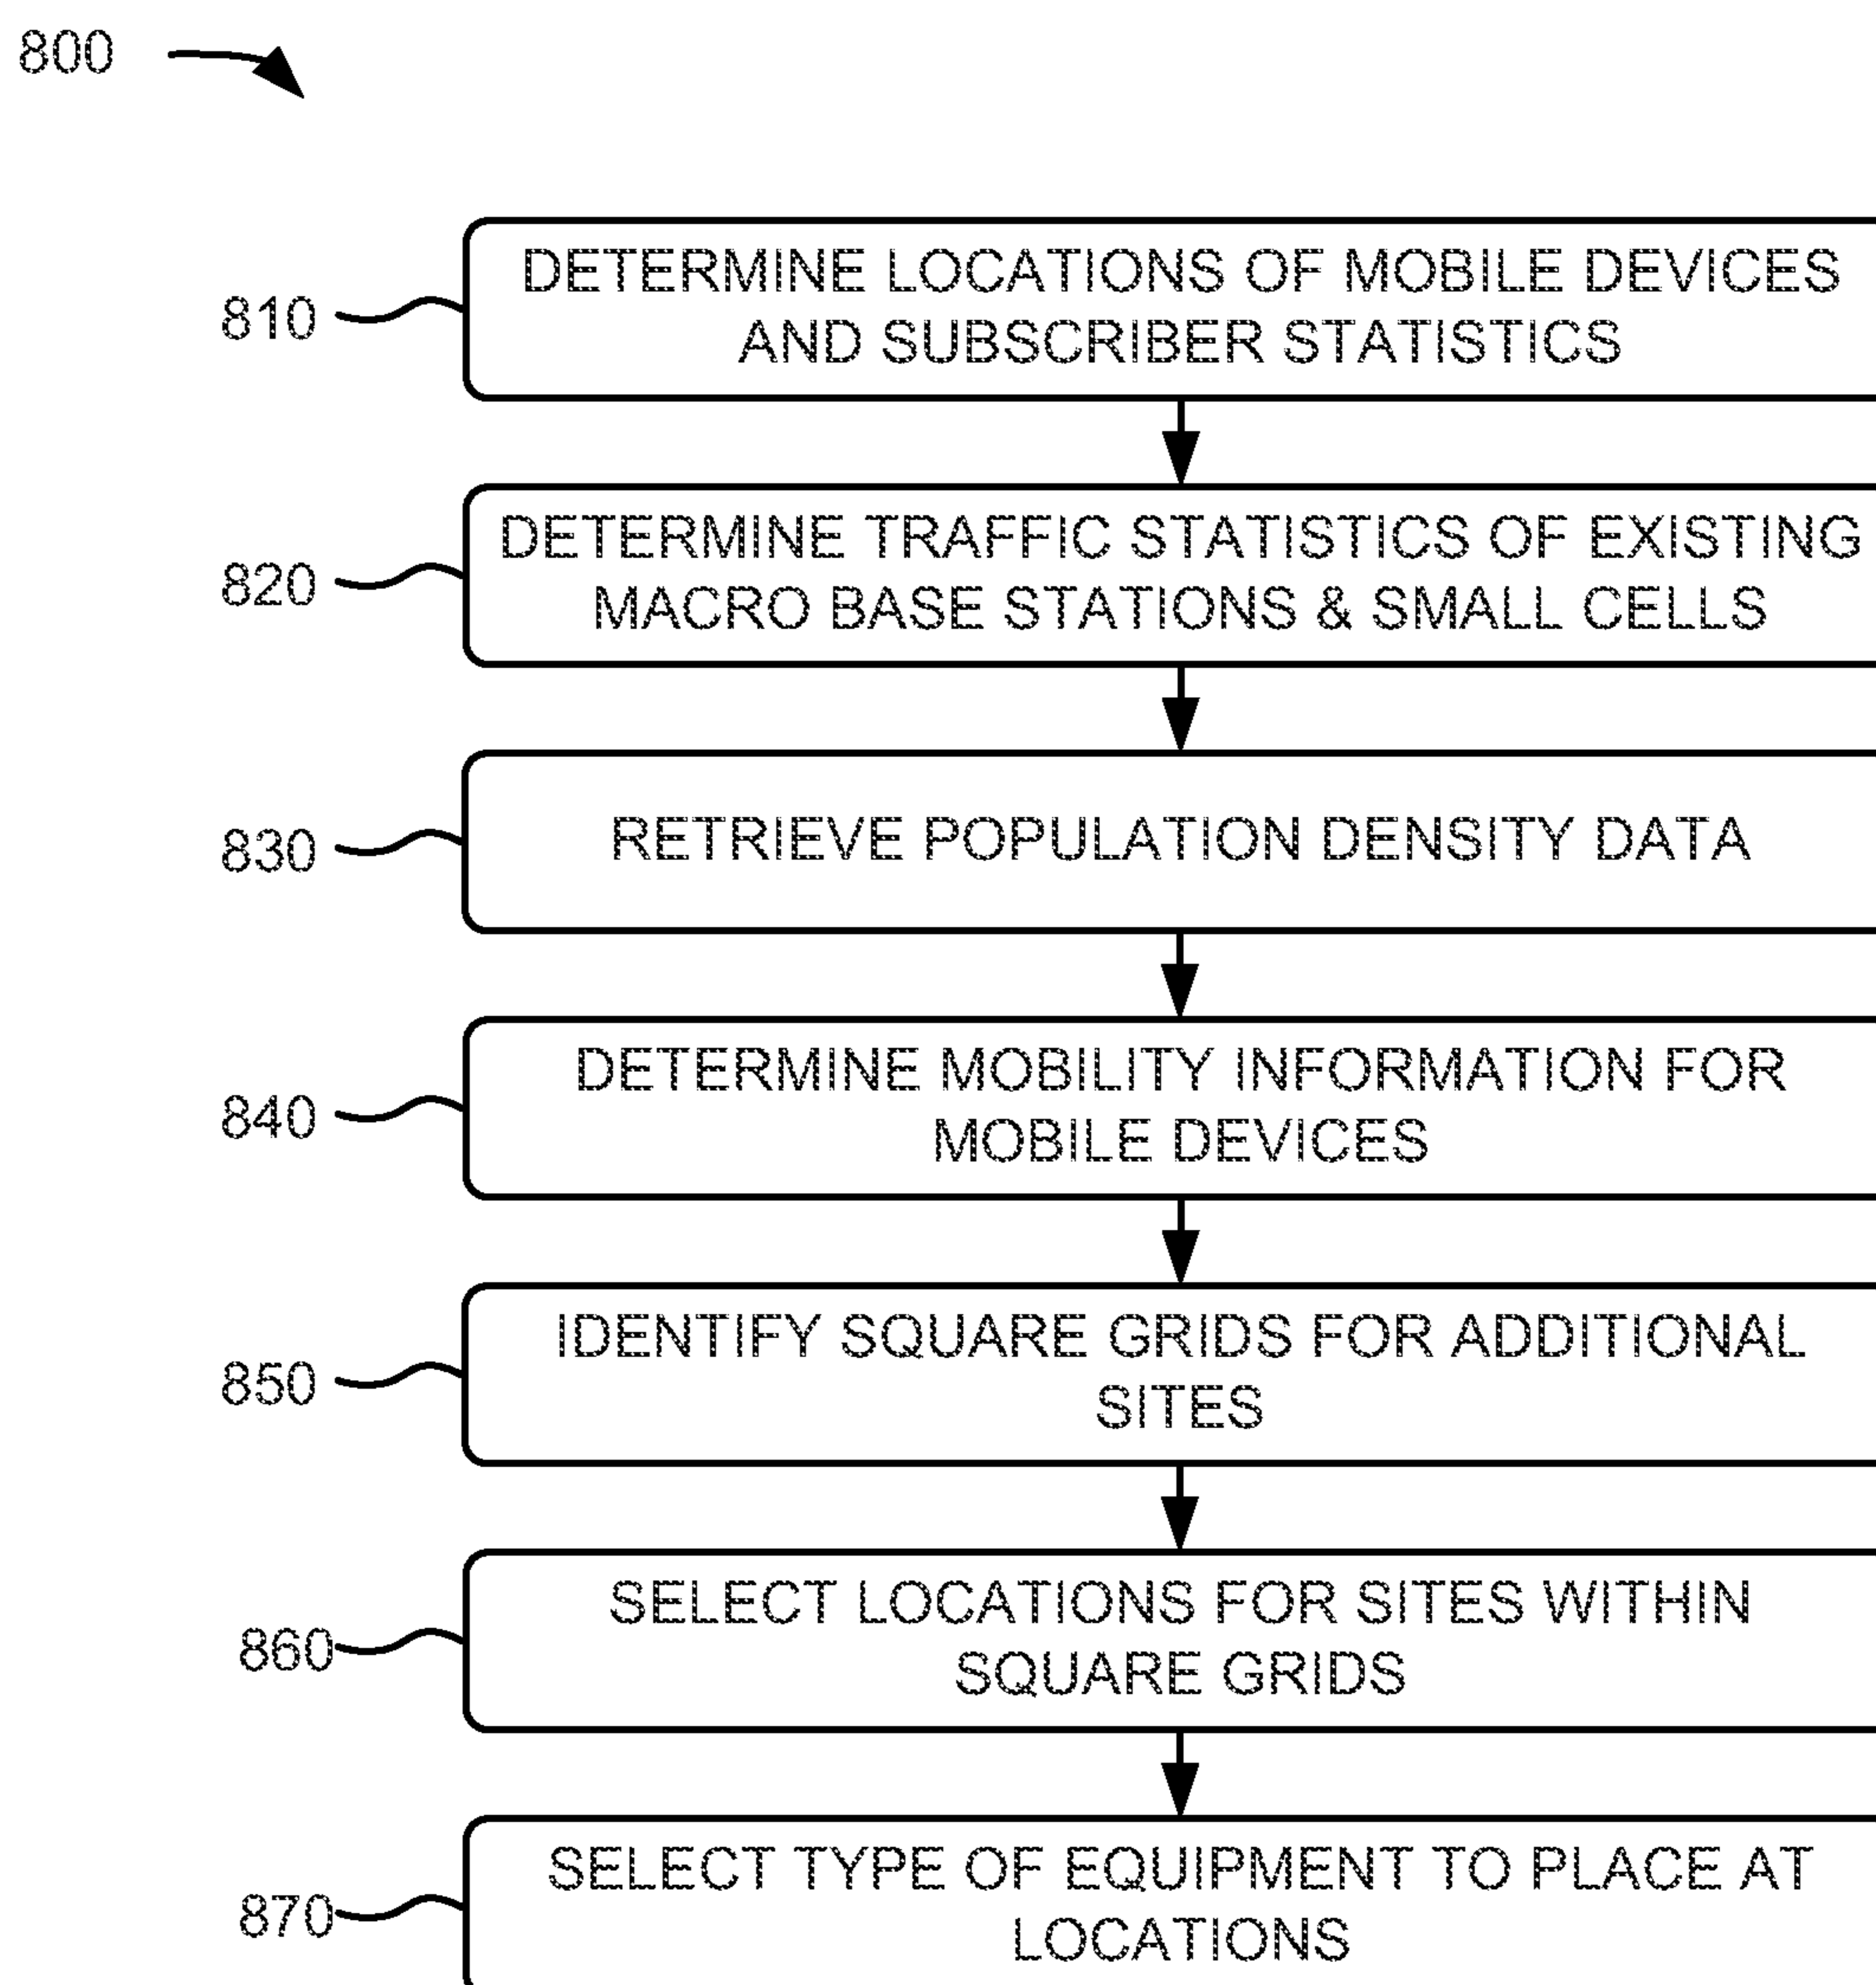 800
810
DETERMINE LOCATIONS OF MOBILE DEVICES
AND SUBSCRIBER STATISTICS
820
DETERMINE TRAFFIC STATISTICS OF EXISTING
MACRO BASE STATIONS & SMALL CELLS
830
RETRIEVE POPULATION DENSITY DATA
840
DETERMINE MOBILITY INFORMATION FOR
MOBILE DEVICES
850
IDENTIFY SQUARE GRIDS FOR ADDITIONAL
SITES
860
SELECT LOCATIONS FOR SITES WITHIN
SQUARE GRIDS
870
SELECT TYPE OF EQUIPMENT TO PLACE AT
LOCATIONS